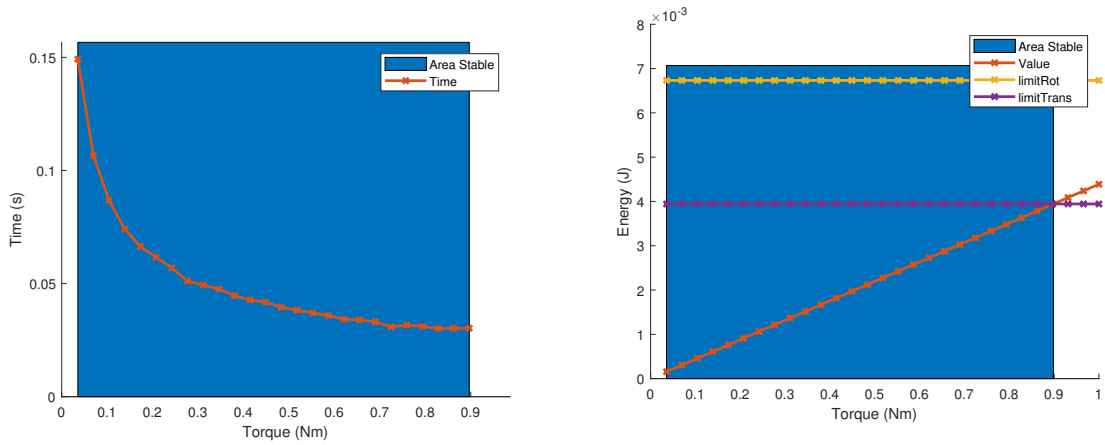 0.15
0.1
0.05
0
Time (s)
0 0.1 0.2 0.3 0.4 0.5 0.6 0.7 0.8 0.9
Torque (Nm)
Area Stable
Time
×10⁻³
8
7
6
5
4
3
2
1
0
Energy (J)
0 0.1 0.2 0.3 0.4 0.5 0.6 0.7 0.8 0.9 1
Torque (Nm)
Area Stable
Value
limitRot
limitTrans